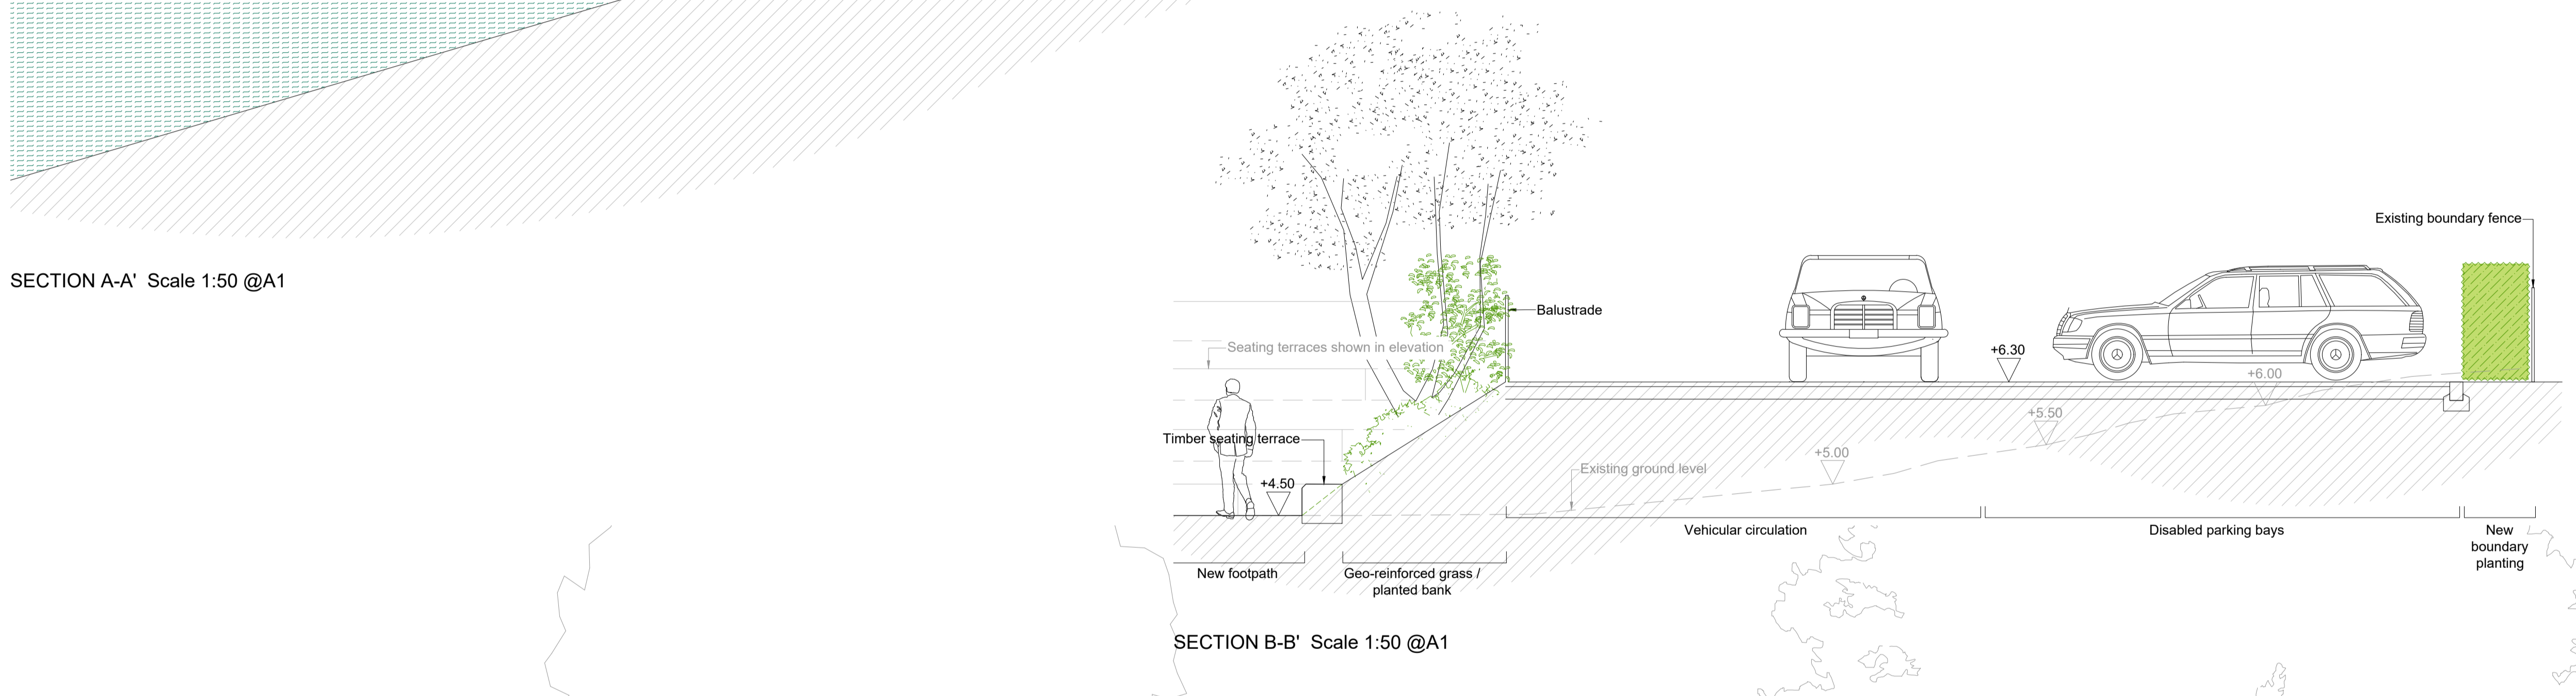 SECTION A-A' Scale 1:50 @A1
Existing boundary fence
Balustrade
Seating terraces shown in elevation
+6.30
+6.00
+5.50
Timber seating terrace
+5.00
Existing ground level
+4.50
Vehicular circulation
Disabled parking bays
New
boundary
planting
New footpath
Geo-reinforced grass /
planted bank
SECTION B-B' Scale 1:50 @A1